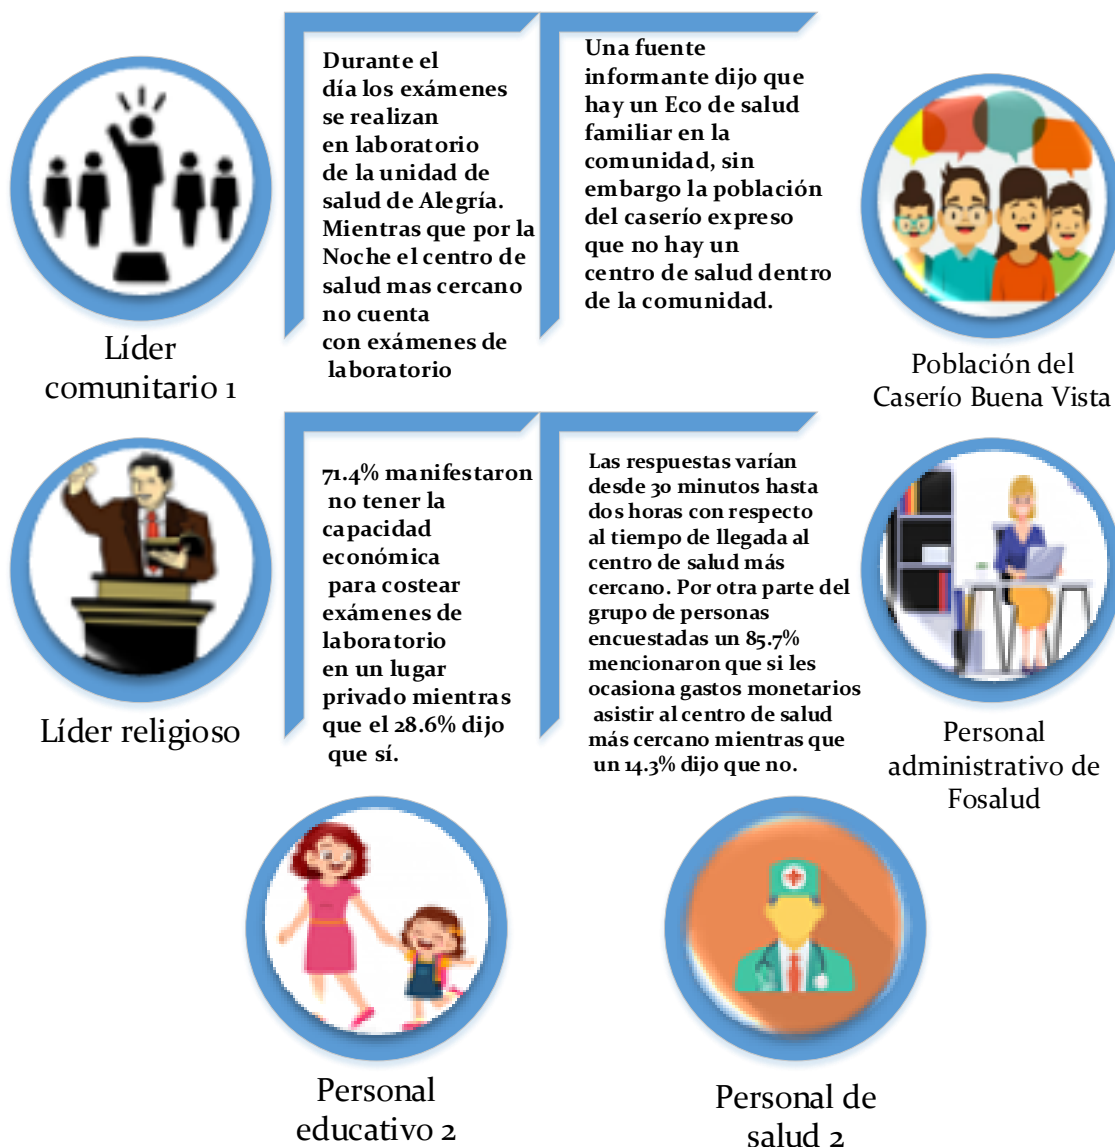 Durante el
día los exámenes
se realizan
en laboratorio
de la unidad de
salud de Alegría.
Mientras que por la
Noche el centro de
salud mas cercano
no cuenta
con exámenes de
laboratorio
Una fuente
informante dijo que
hay un Eco de salud
familiar en la
comunidad, sin
embargo la población
del caserío expreso
que no hay un
centro de salud dentro
de la comunidad.
Líder
comunitario 1
Población del
Caserío Buena Vista
71.4% manifestaron
no tener la
capacidad
económica
para costear
exámenes de
laboratorio
en un lugar
privado mientras
que el 28.6% dijo
que sí.
Las respuestas varían
desde 30 minutos hasta
dos horas con respecto
al tiempo de llegada al
centro de salud más
cercano. Por otra parte del
grupo de personas
encuestadas un 85.7%
mencionaron que si les
ocasiona gastos monetarios
asistir al centro de salud
más cercano mientras que
un 14.3% dijo que no.
Líder religioso
Personal
administrativo de
Fosalud
Personal
educativo 2
Personal de
salud 2